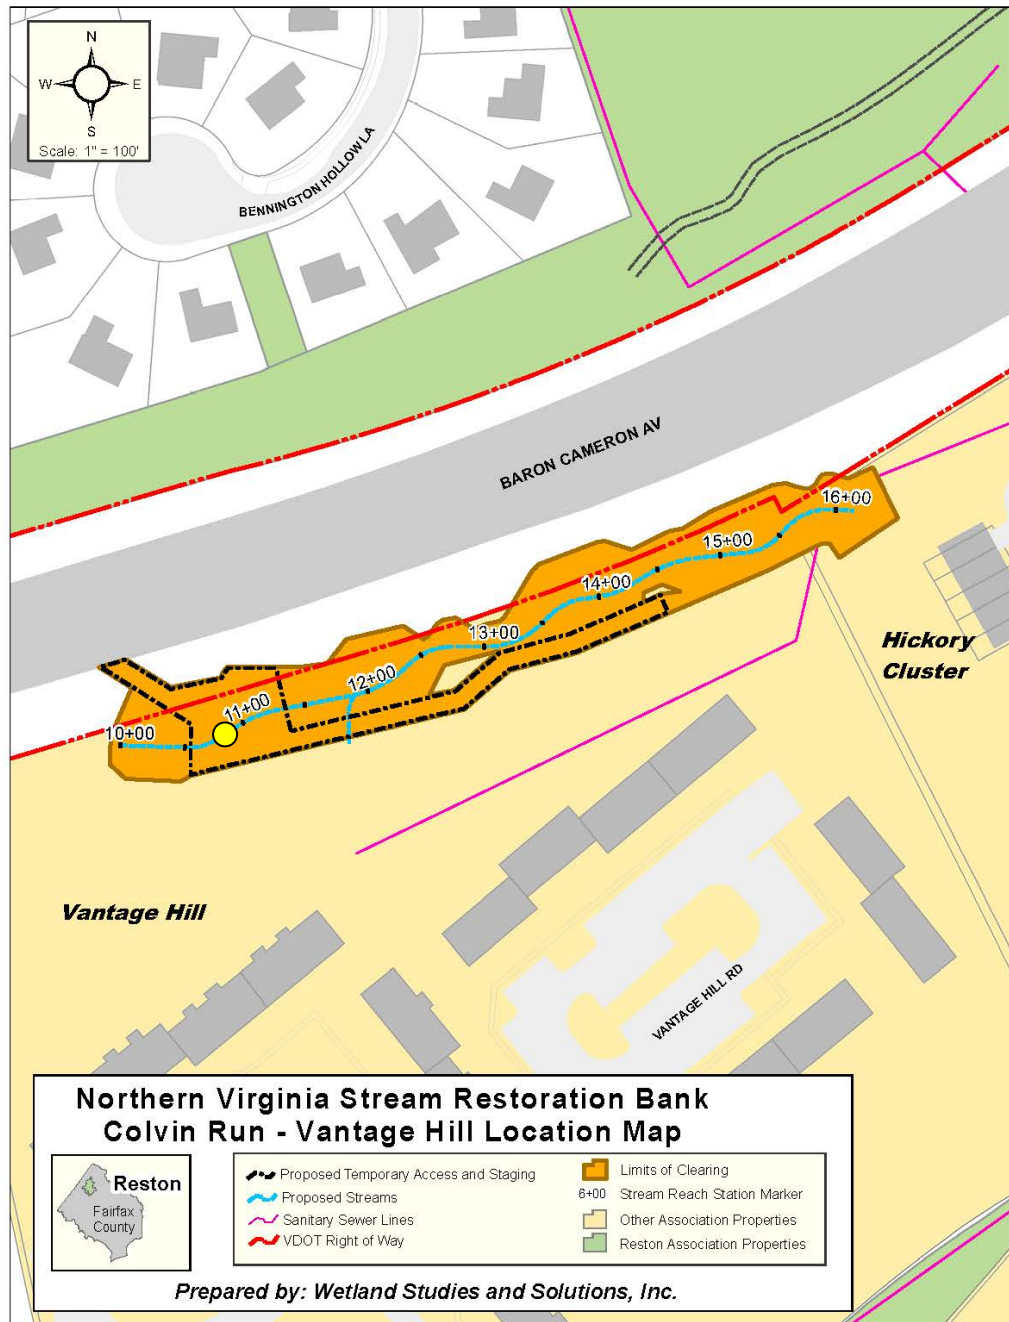 N
W E
S
Scale: 1" = 100'
BENNINGTON HOLLOW LA
BARON CAMERON AV
16+00
15+00
14+00
13+00
12+00
11+00
10+00
Hickory
Cluster
Vantage Hill
VANTAGE HILL RD
Northern Virginia Stream Restoration Bank
Colvin Run - Vantage Hill Location Map
Reston
Fairfax
County
Proposed Temporary Access and Staging
Proposed Streams
Sanitary Sewer Lines
VDOT Right of Way
Limits of Clearing
6+00 Stream Reach Station Marker
Other Association Properties
Reston Association Properties
Prepared by: Wetland Studies and Solutions, Inc.